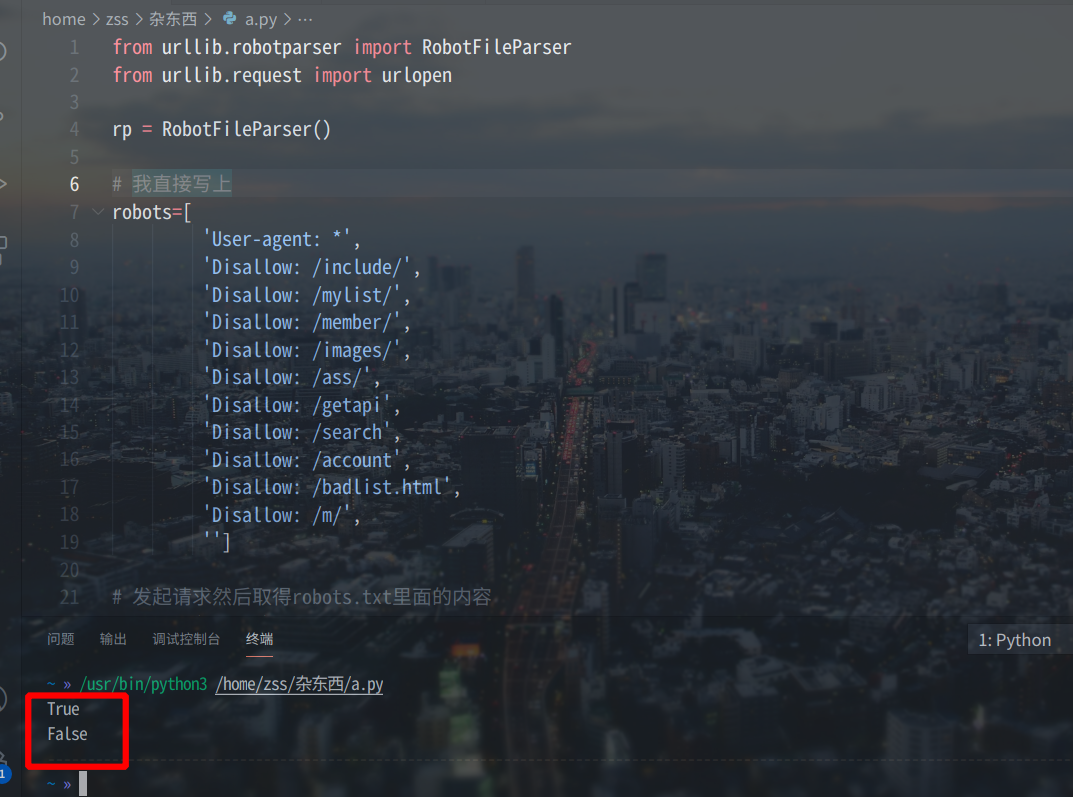 home > zss > 杂东西 > a.py > ...
1 from urllib.robotparser import RobotFileParser
2 from urllib.request import urlopen
3
4 rp = RobotFileParser()
5
6 # 我直接写上
7 robots=[
8 'User-agent: *',
9 'Disallow: /include/',
10 'Disallow: /mylist/',
11 'Disallow: /member/',
12 'Disallow: /images/',
13 'Disallow: /ass/',
14 'Disallow: /getapi',
15 'Disallow: /search',
16 'Disallow: /account',
17 'Disallow: /badlist.html',
18 'Disallow: /m/',
19 '']
20
21 # 发起请求然后取得robots.txt里面的内容
问题 输出 调试控制台 终端
1: Python
~ » /usr/bin/python3 /home/zss/杂东西/a.py
True
False
1
~ »